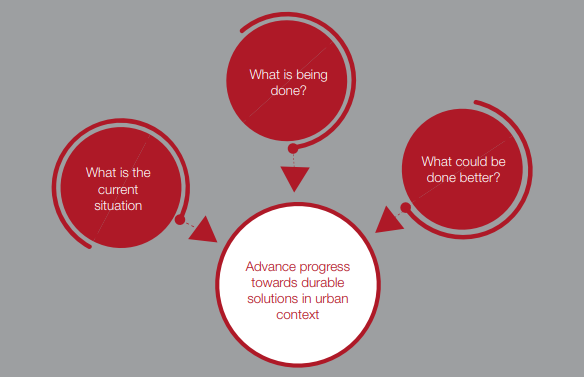 What is being
done?
What is the
current
situation
What could be
done better?
Advance progress
towards durable
solutions in urban
context